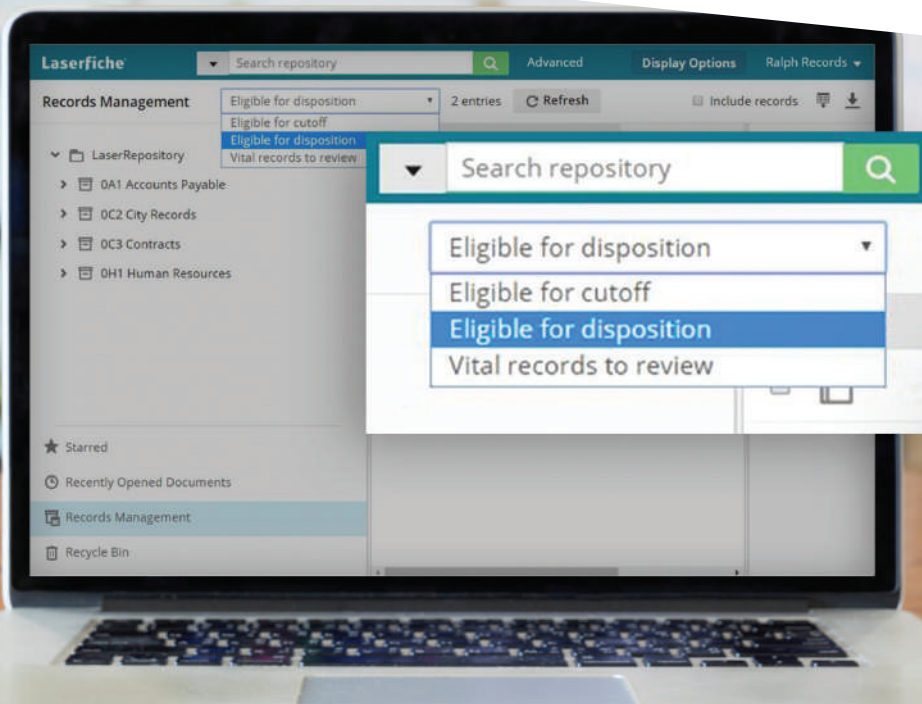 Laserfiche
Search repository
Advanced
Display Options
Ralph Records
Records Management
Eligible for disposition
2 entries
Refresh
Include records
Eligible for cutoff
Eligible for disposition
Vital records to review
LaserRepository
0A1 Accounts Payable
0C2 City Records
0C3 Contracts
0H1 Human Resources
Starred
Recently Opened Documents
Records Management
Recycle Bin
Search repository
Eligible for disposition
Eligible for cutoff
Eligible for disposition
Vital records to review